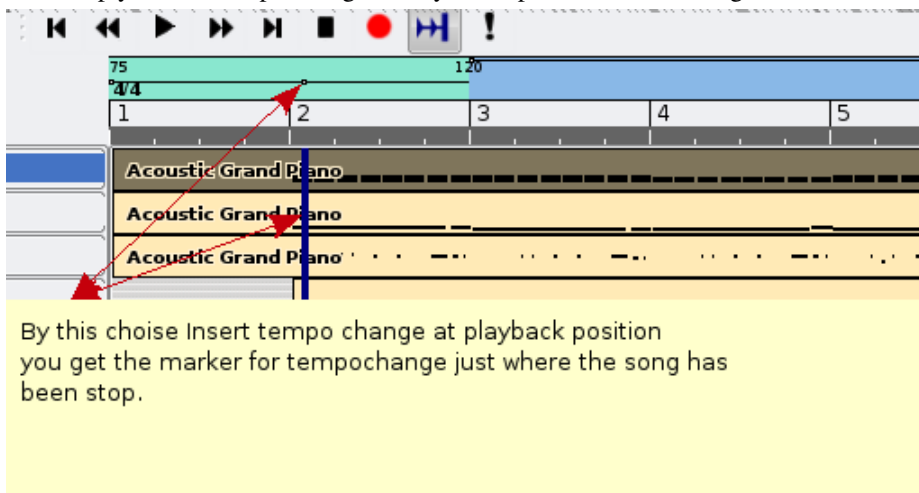 75 120
4/4
1 2 3 4 5
Acoustic Grand Piano
Acoustic Grand Piano
Acoustic Grand Piano
By this choise Insert tempo change at playback position
you get the marker for tempochange just where the song has
been stop.